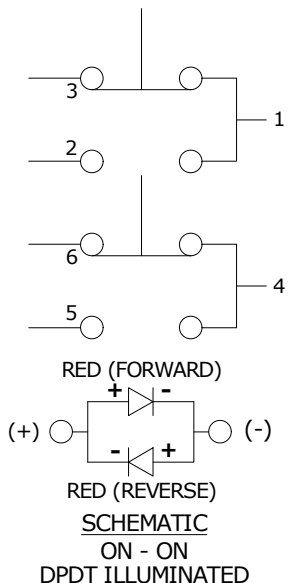 3
1
2
6
4
5
RED (FORWARD)
+ -
(+) (-)
- +
RED (REVERSE)
SCHEMATIC
ON - ON
DPDT ILLUMINATED